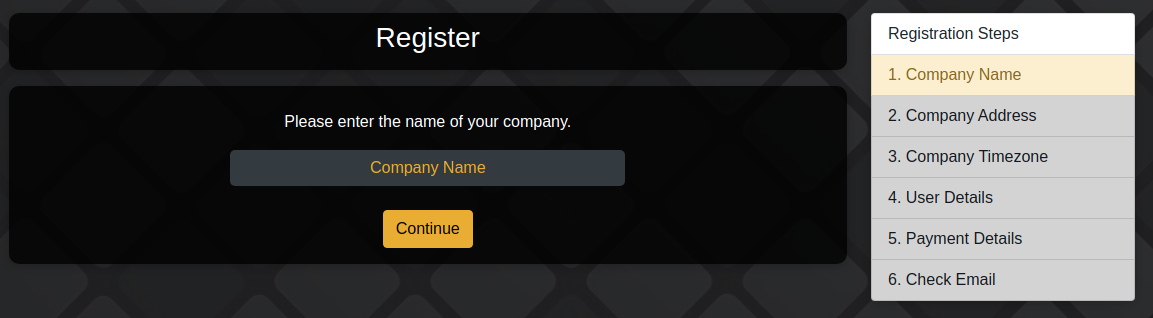 Register
Please enter the name of your company.
Company Name
Continue
Registration Steps
1. Company Name
2. Company Address
3. Company Timezone
4. User Details
5. Payment Details
6. Check Email